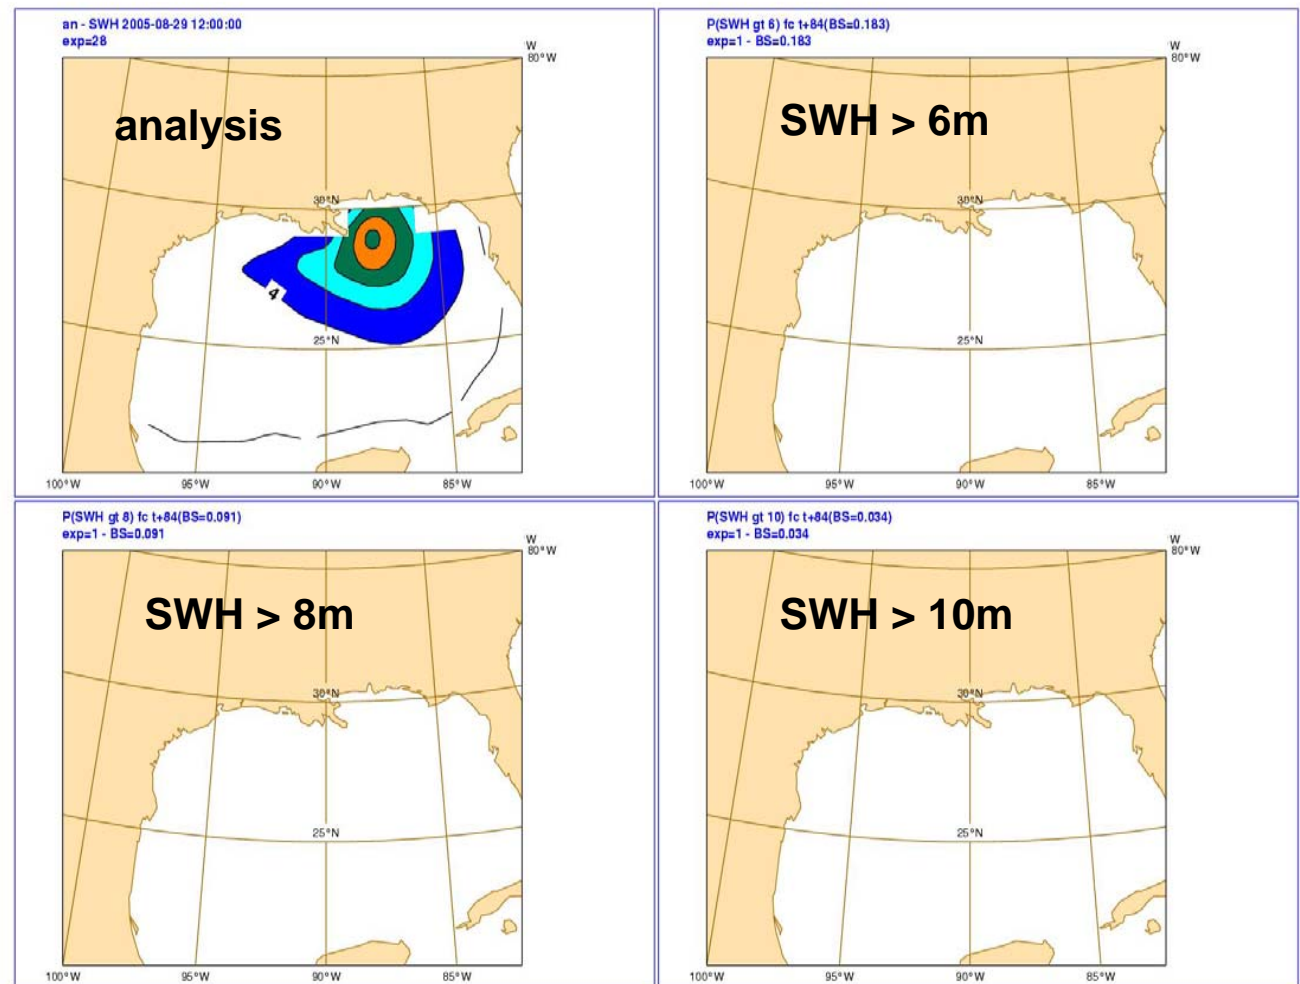 an - SWH 2005-08-29 12:00:00
exp=28
W
80°W
analysis
30°N
4
25°N
100°W 95°W 90°W 85°W
P(SWH gt 6) fc t+84(BS=0.183)
exp=1 - BS=0.183
W
80°W
SWH > 6m
30°N
25°N
100°W 95°W 90°W 85°W
P(SWH gt 8) fc t+84(BS=0.091)
exp=1 - BS=0.091
W
80°W
SWH > 8m
30°N
25°N
100°W 95°W 90°W 85°W
P(SWH gt 10) fc t+84(BS=0.034)
exp=1 - BS=0.034
W
80°W
SWH > 10m
30°N
25°N
100°W 95°W 90°W 85°W